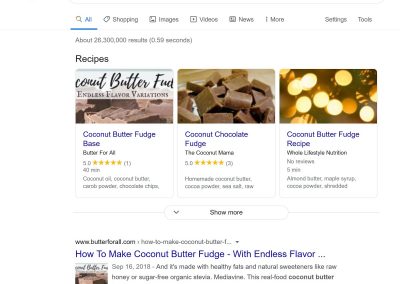 All Shopping Images Videos News More Settings Tools
About 26,300,000 results (0.59 seconds)
Recipes
Coconut Butter Fudge
Endless Flavor Variations
Coconut Butter Fudge
Base
Butter For All
5.0 (1)
40 min
Coconut oil, coconut butter,
carob powder, chocolate chips,
Coconut Chocolate
Fudge
The Coconut Mama
5.0 (3)
Homemade coconut butter,
cocoa powder, sea salt, raw
Coconut Butter Fudge
Recipe
Whole Lifestyle Nutrition
No reviews
5 min
Almond butter, maple syrup,
cocoa powder, shredded
Show more
www.butterforall.com › how-to-make-coconut-butter-f...
How To Make Coconut Butter Fudge - With Endless Flavor ...
Sep 16, 2018 - And it's made with healthy fats and natural sweeteners like raw
honey or sugar-free organic stevia. Mediavine. This real-food coconut butter